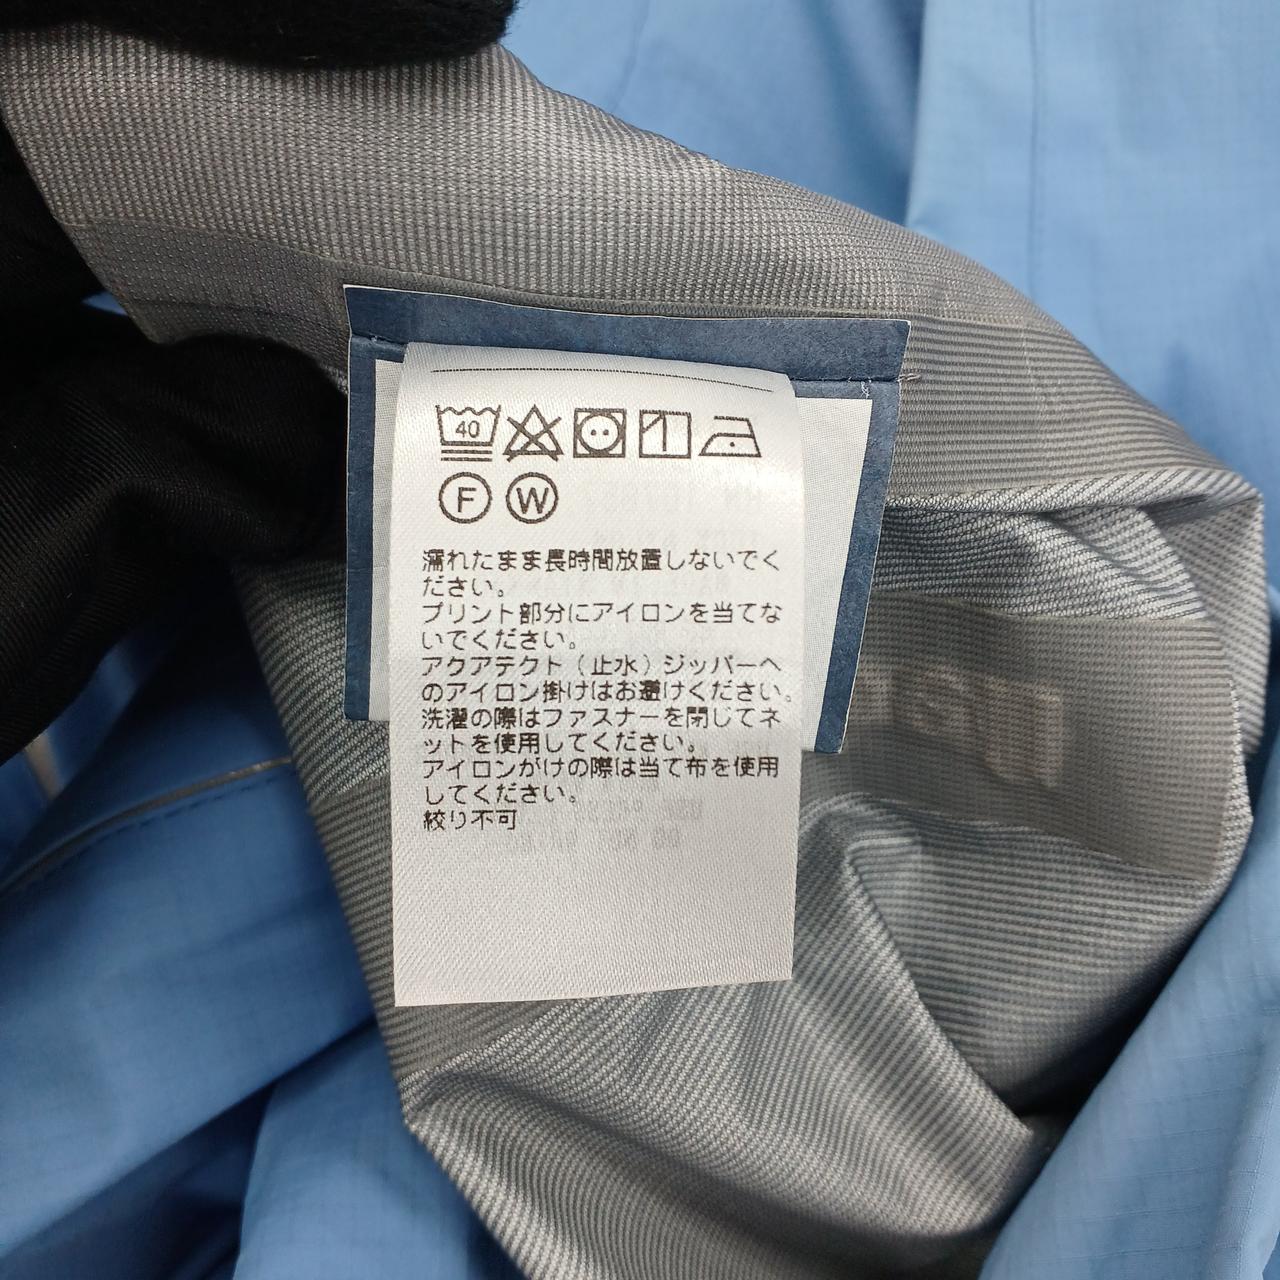 40
F W
濡れたまま長時間放置しないでく
ださい。
プリント部分にアイロンを当てな
いでください。
アクアテクト（止水）ジッパーへ
のアイロン掛けはお避けください。
洗濯の際はファスナーを閉じてネ
ットを使用してください。
アイロンがけの際は当て布を使用
してください。
絞り不可